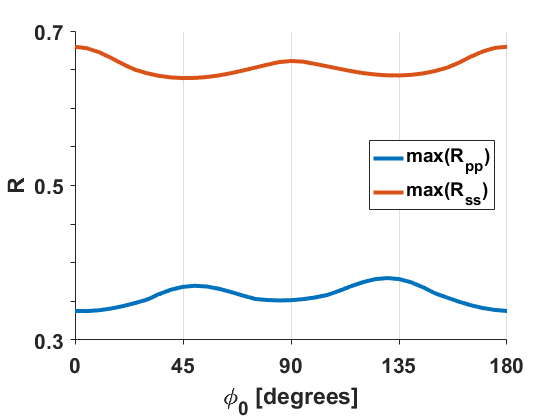 0.7
0.5
0.3
R
max(R_pp)
max(R_ss)
0 45 90 135 180
ϕ_0 [degrees]